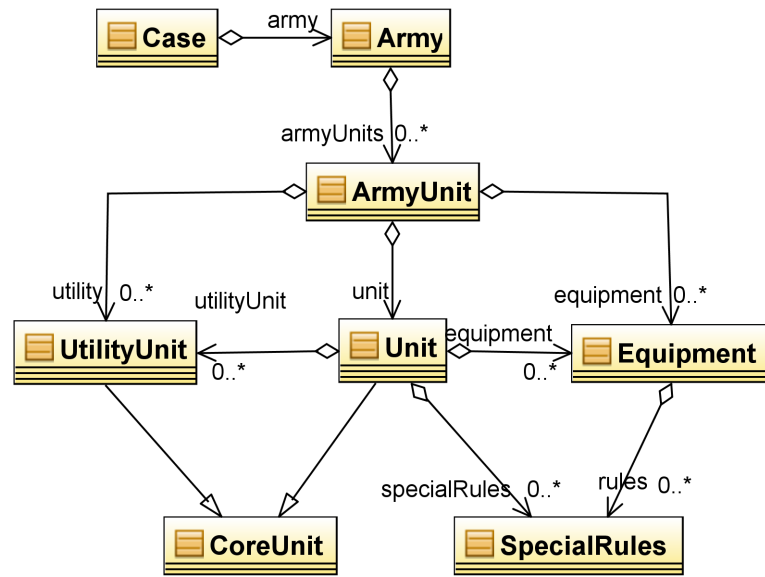 army
Case
Army
armyUnits 0..*
ArmyUnit
utility 0..*
utilityUnit
unit
equipment 0..*
equipment
UtilityUnit
Unit
Equipment
0..*
0..*
specialRules 0..*
rules 0..*
CoreUnit
SpecialRules